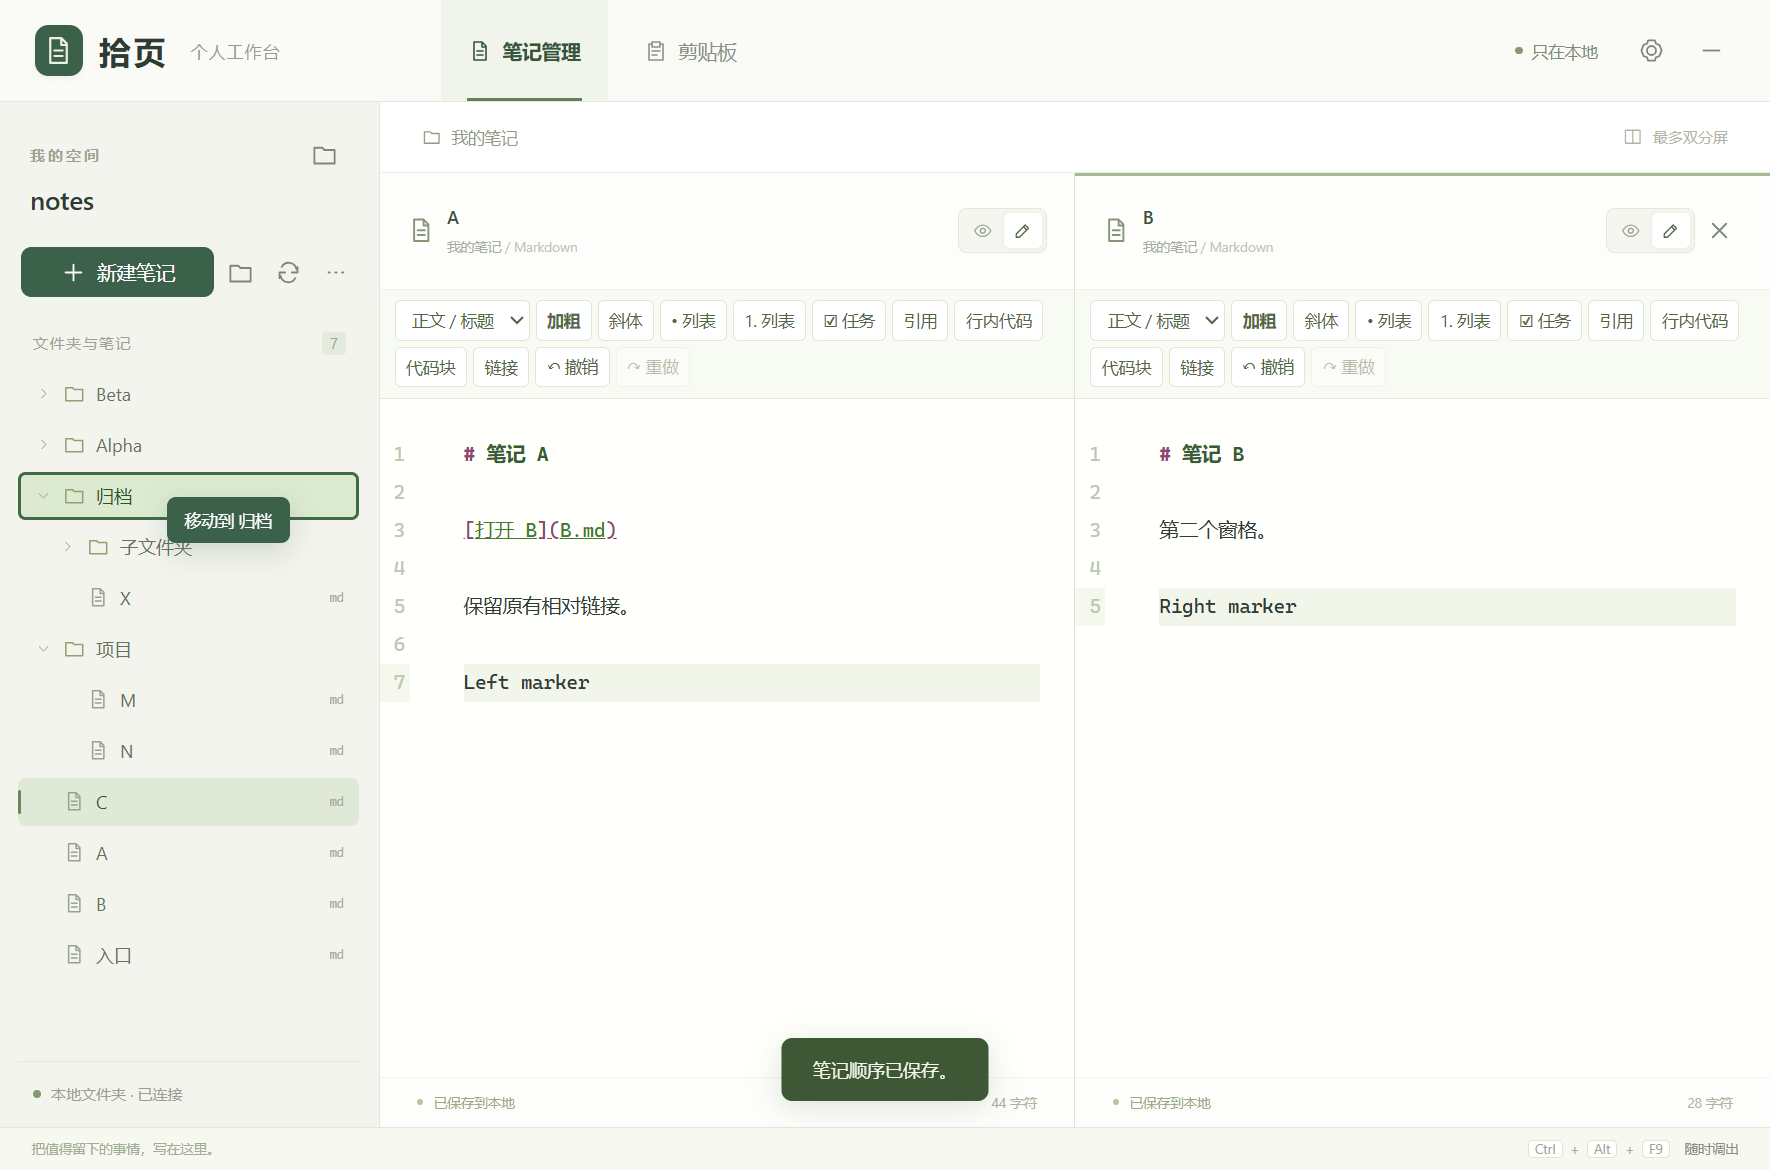 拾页 个人工作台 笔记管理 剪贴板 只在本地
我的空间
notes
新建笔记
文件夹与笔记 7
Beta
Alpha
归档
移动到 归档
子文件夹
X md
项目
M md
N md
C md
A md
B md
入口 md
本地文件夹 · 已连接
我的笔记 最多双分屏
A
我的笔记 / Markdown
正文 / 标题 加粗 斜体 • 列表 1. 列表 ☑ 任务 引用 行内代码
代码块 链接 ↶ 撤销 ↷ 重做
1 # 笔记 A
2
3 [打开 B](B.md)
4
5 保留原有相对链接。
6
7 Left marker
已保存到本地 44 字符
B
我的笔记 / Markdown
正文 / 标题 加粗 斜体 • 列表 1. 列表 ☑ 任务 引用 行内代码
代码块 链接 ↶ 撤销 ↷ 重做
1 # 笔记 B
2
3 第二个窗格。
4
5 Right marker
已保存到本地 28 字符
笔记顺序已保存。
把值得留下的事情，写在这里。 Ctrl + Alt + F9 随时调出